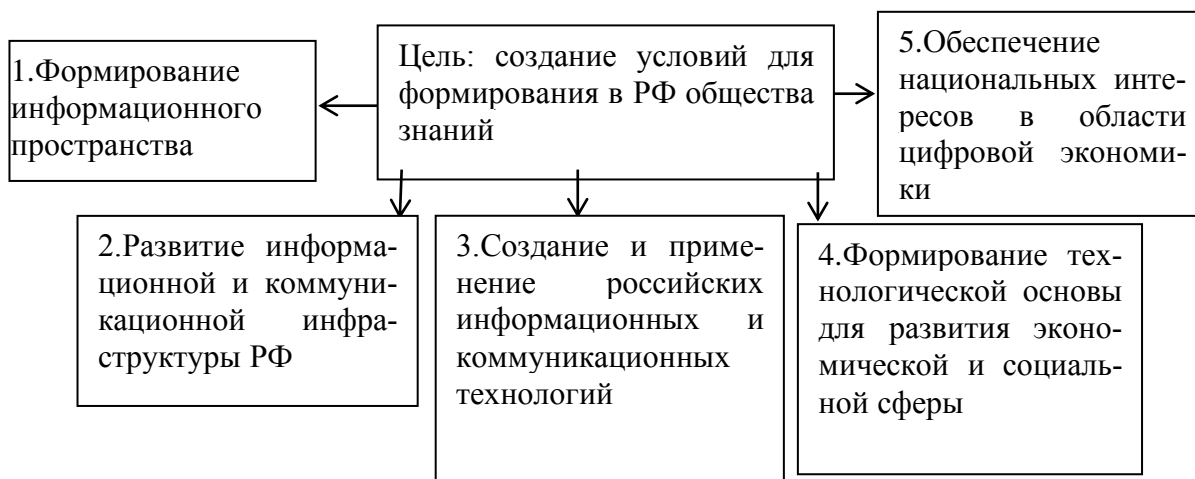 Цель: создание условий для
формирования в РФ общества
знаний
1.Формирование
информационного
пространства
2.Развитие информа-
ционной и коммуни-
кационной инфра-
структуры РФ
3.Создание и приме-
нение российских
информационных и
коммуникационных
технологий
4.Формирование тех-
нологической основы
для развития эконо-
мической и социаль-
ной сферы
5.Обеспечение
национальных инте-
ресов в области
цифровой экономи-
ки